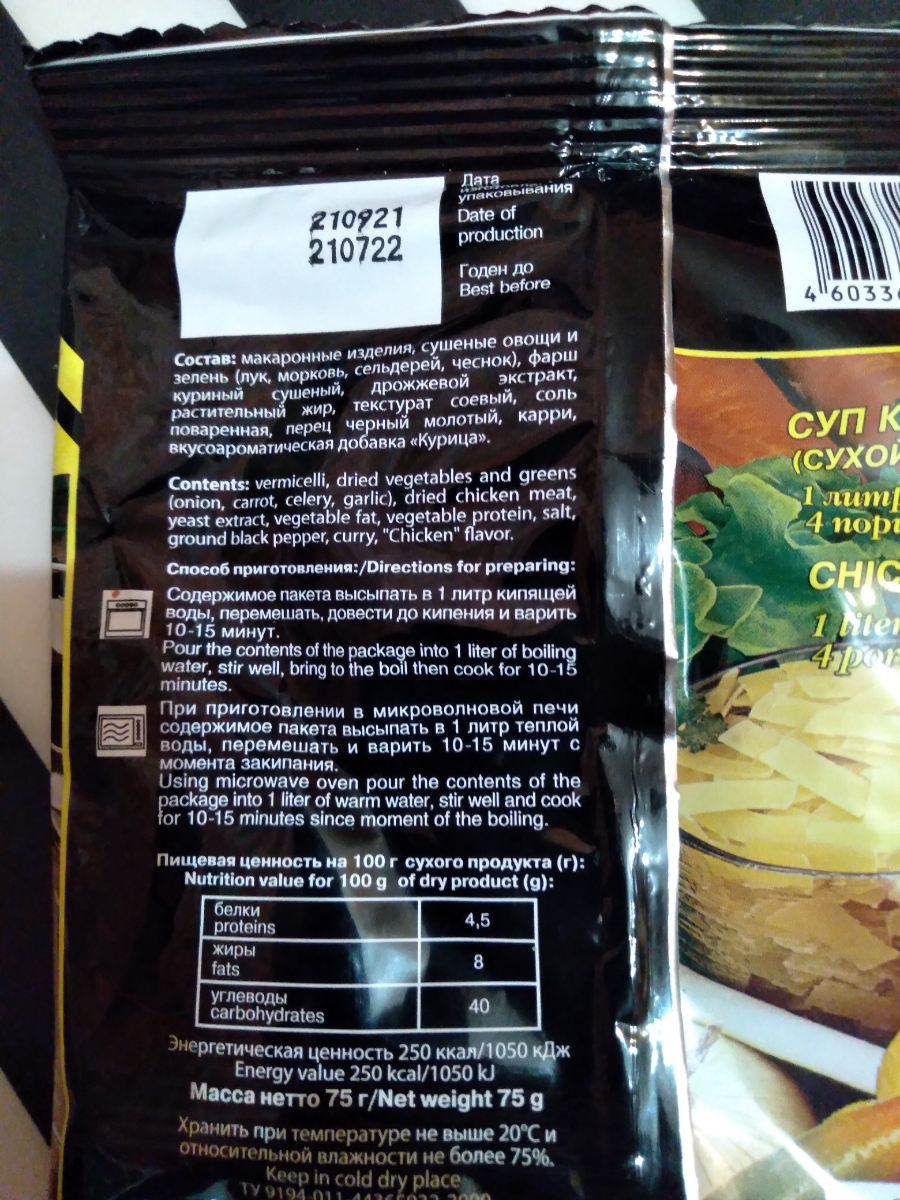 210921
210722
Дата
упаковывания
Date of
production
Годен до
Best before
4 6033
Состав: макаронные изделия, сушеные овощи и
зелень (лук, морковь, сельдерей, чеснок), фарш
куриный сушеный, дрожжевой экстракт,
растительный жир, текстурат соевый, соль
поваренная, перец черный молотый, карри,
вкусоароматическая добавка «Курица».
Contents: vermicelli, dried vegetables and greens
(onion, carrot, celery, garlic), dried chicken meat,
yeast extract, vegetable fat, vegetable protein, salt,
ground black pepper, curry, "Chicken" flavor.
Способ приготовления:/Directions for preparing:
Содержимое пакета высыпать в 1 литр кипящей
воды, перемешать, довести до кипения и варить
10-15 минут.
Pour the contents of the package into 1 liter of boiling
water, stir well, bring to the boil then cook for 10-15
minutes.
При приготовлении в микроволновой печи
содержимое пакета высыпать в 1 литр теплой
воды, перемешать и варить 10-15 минут с
момента закипания.
Using microwave oven pour the contents of the
package into 1 liter of warm water, stir well and cook
for 10-15 minutes since moment of the boiling.
Пищевая ценность на 100 г сухого продукта (г):
Nutrition value for 100 g of dry product (g):
белки
proteins
4,5
жиры
fats
8
углеводы
carbohydrates
40
Энергетическая ценность 250 ккал/1050 кДж
Energy value 250 kcal/1050 kJ
Масса нетто 75 г/Net weight 75 g
Хранить при температуре не выше 20°С и
относительной влажности не более 75%.
Keep in cold dry place
ТУ 9194-011
СУП К
(СУХОЙ
1 литр
4 порц
CHIC
1 liter
4 por